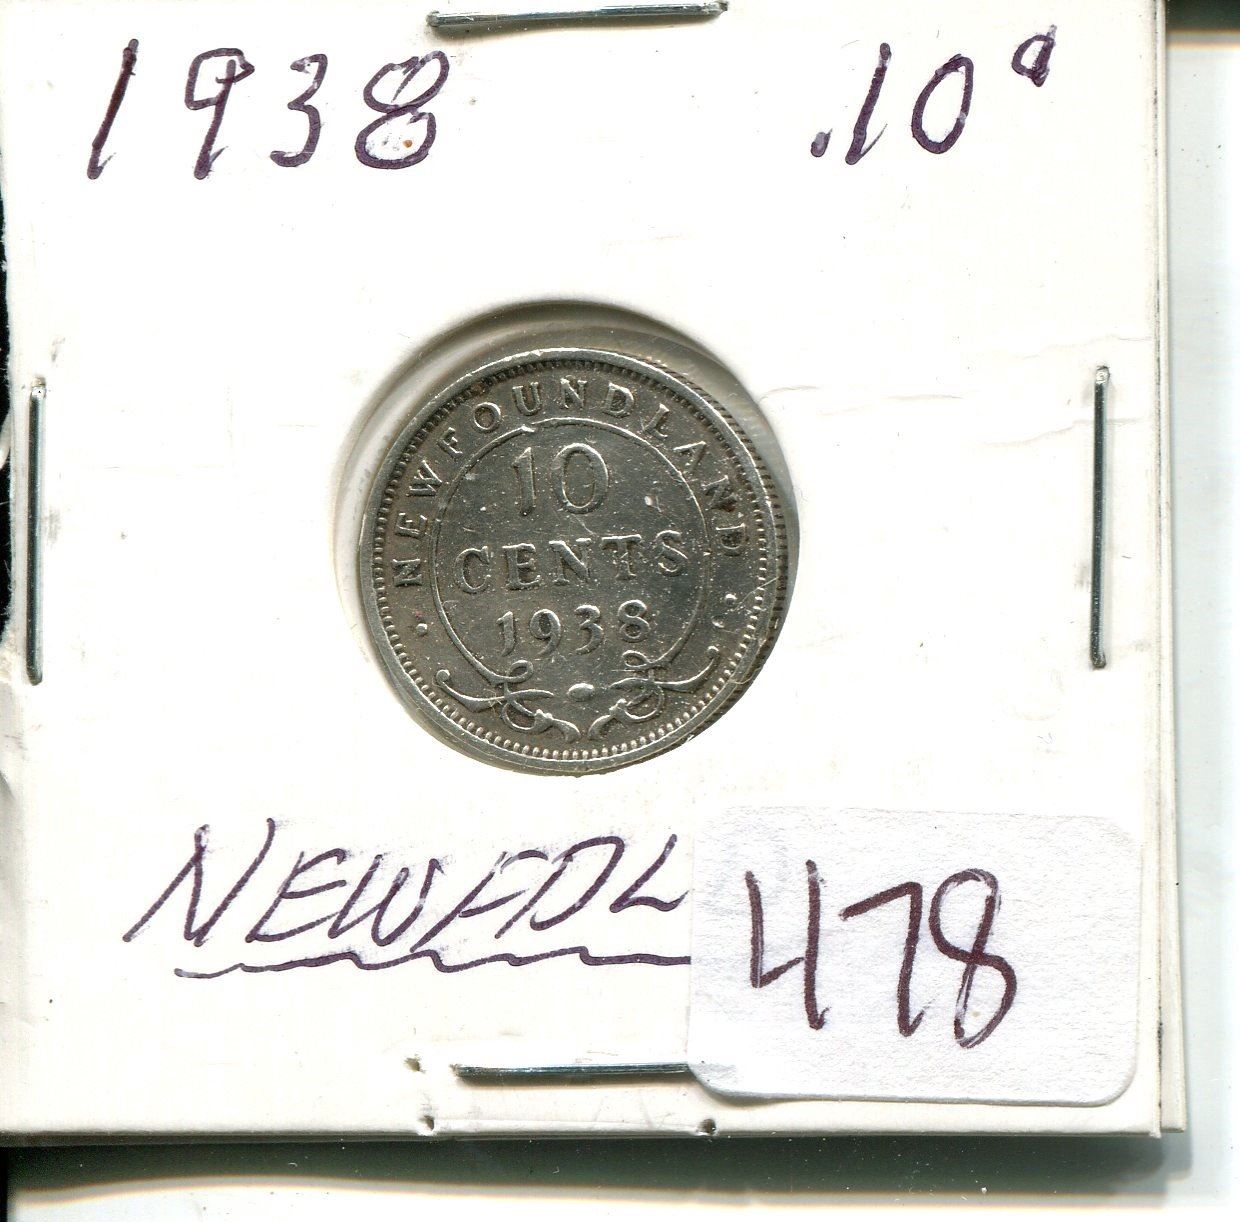 1938 .10¢
NEWFOUNDLAND
10
CENTS
1938
NEWFDL
478